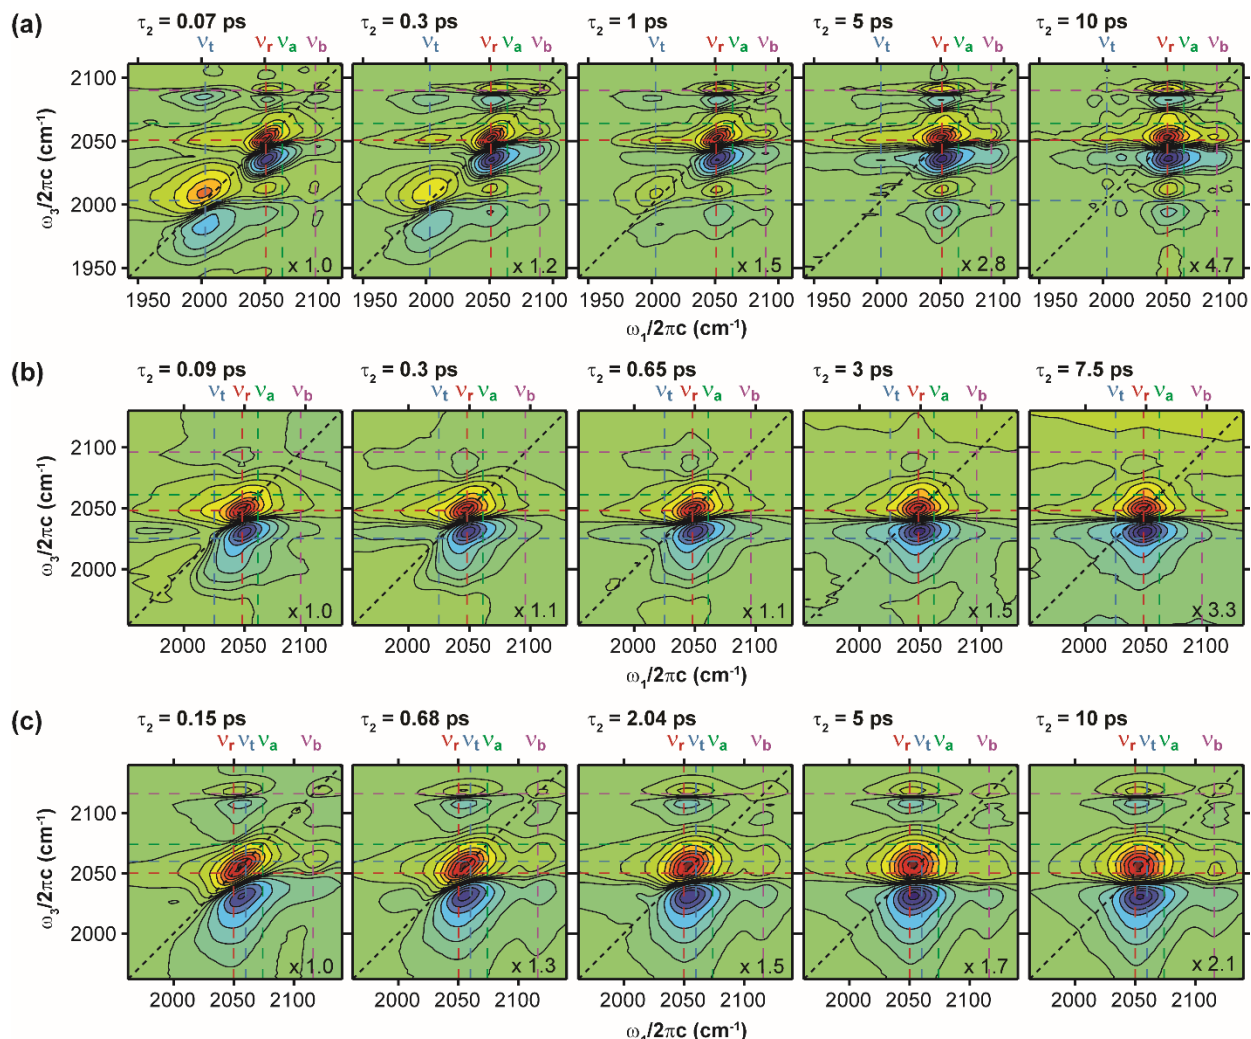 (a)
τ2 = 0.07 ps τ2 = 0.3 ps τ2 = 1 ps τ2 = 5 ps τ2 = 10 ps
νt νr νa νb νt νr νa νb νt νr νa νb νt νr νa νb νt νr νa νb
2100
2050
2000
1950
ω3/2πc (cm-1)
x 1.0 x 1.2 x 1.5 x 2.8 x 4.7
1950 2000 2050 2100 1950 2000 2050 2100 1950 2000 2050 2100 1950 2000 2050 2100 1950 2000 2050 2100
ω1/2πc (cm-1)
(b)
τ2 = 0.09 ps τ2 = 0.3 ps τ2 = 0.65 ps τ2 = 3 ps τ2 = 7.5 ps
νt νr νa νb νt νr νa νb νt νr νa νb νt νr νa νb νt νr νa νb
2100
2050
2000
ω3/2πc (cm-1)
x 1.0 x 1.1 x 1.1 x 1.5 x 3.3
2000 2050 2100 2000 2050 2100 2000 2050 2100 2000 2050 2100 2000 2050 2100
ω1/2πc (cm-1)
(c)
τ2 = 0.15 ps τ2 = 0.68 ps τ2 = 2.04 ps τ2 = 5 ps τ2 = 10 ps
νr νt νa νb νr νt νa νb νr νt νa νb νr νt νa νb νr νt νa νb
2100
2050
2000
ω3/2πc (cm-1)
x 1.0 x 1.3 x 1.5 x 1.7 x 2.1
2000 2050 2100 2000 2050 2100 2000 2050 2100 2000 2050 2100 2000 2050 2100
ω1/2πc (cm-1)